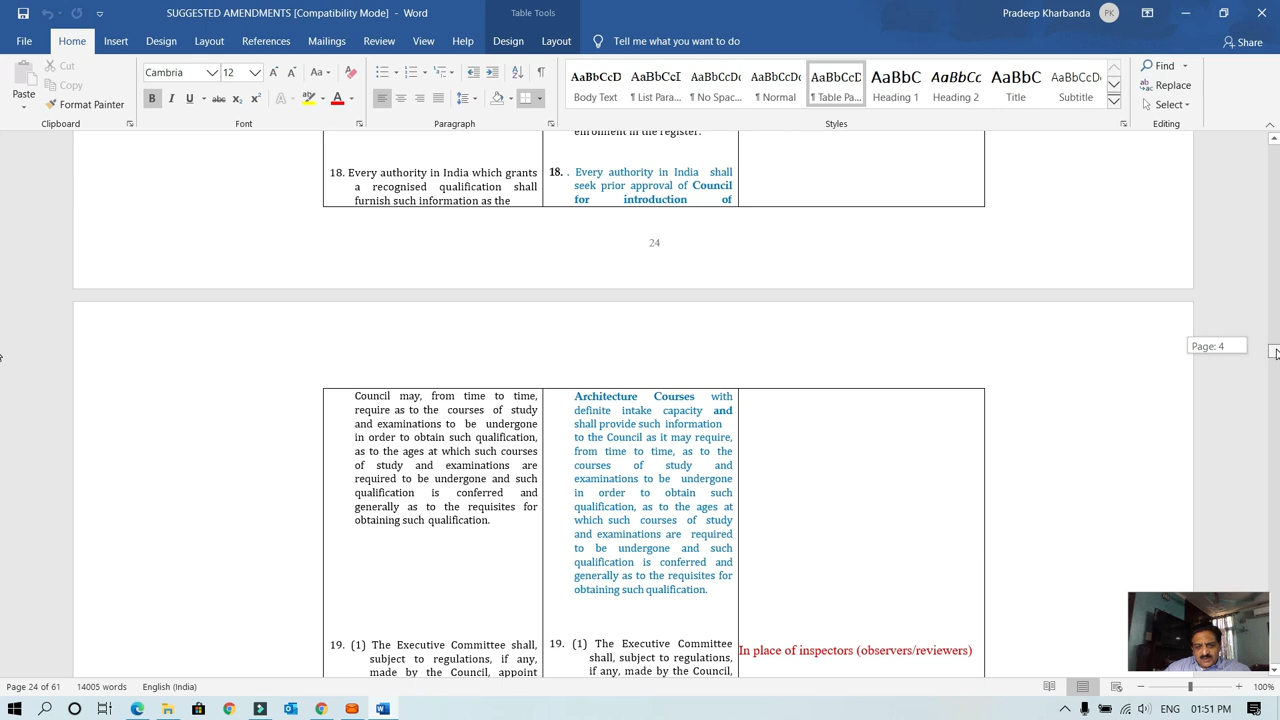 SUGGESTED AMENDMENTS [Compatibility Mode] - Word
Table Tools
Pradeep Kharbanda
PK
File Home Insert Design Layout References Mailings Review View Help Design Layout Tell me what you want to do
Share
Cut
Copy
Format Painter
Paste
Clipboard
Cambria 12
Font
Paragraph
AaBbCcD AaBbCcI AaBbCcDc AaBbCcDc AaBbCcD AaBbC AaBbCc AaBbC AaBbCcDc
Body Text ¶ List Para... ¶ No Spac... ¶ Normal ¶ Table Pa... Heading 1 Heading 2 Title Subtitle
Styles
Find
Replace
Select
Editing
enrolment in the register.
18. Every authority in India which grants
a recognised qualification shall
furnish such information as the
18. . Every authority in India shall
seek prior approval of Council
for introduction of
24
Page: 4
Council may, from time to time,
require as to the courses of study
and examinations to be undergone
in order to obtain such qualification,
as to the ages at which such courses
of study and examinations are
required to be undergone and such
qualification is conferred and
generally as to the requisites for
obtaining such qualification.
Architecture Courses with
definite intake capacity and
shall provide such information
to the Council as it may require,
from time to time, as to the
courses of study and
examinations to be undergone
in order to obtain such
qualification, as to the ages at
which such courses of study
and examinations are required
to be undergone and such
qualification is conferred and
generally as to the requisites for
obtaining such qualification.
19. (1) The Executive Committee shall,
subject to regulations, if any,
made by the Council, appoint
19. (1) The Executive Committee
shall, subject to regulations,
if any, made by the Council,
In place of inspectors (observers/reviewers)
Page 24 of 61 14005 words English (India)
100%
ENG 01:51 PM